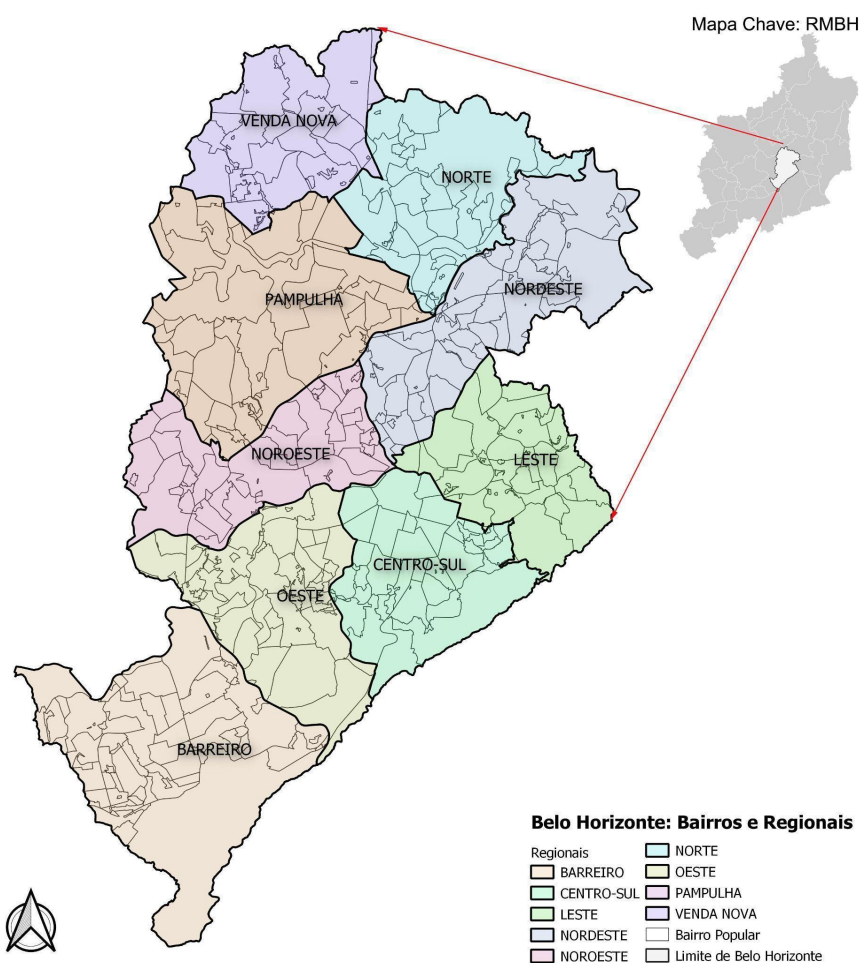 Mapa Chave: RMBH
VENDA NOVA
NORTE
NORDESTE
PAMPULHA
NOROESTE
LESTE
CENTRO-SUL
OESTE
BARREIRO
Belo Horizonte: Bairros e Regionais
Regionais
BARREIRO
CENTRO-SUL
LESTE
NORDESTE
NOROESTE
NORTE
OESTE
PAMPULHA
VENDA NOVA
Bairro Popular
Limite de Belo Horizonte